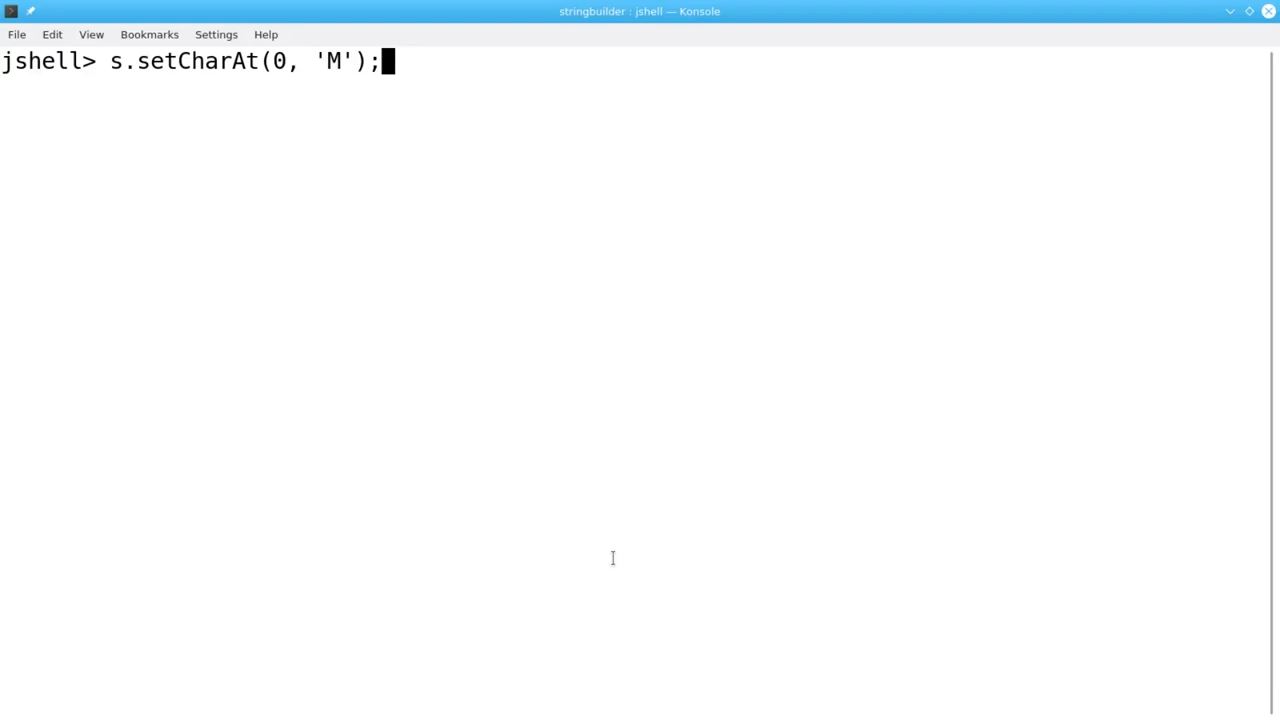 stringbuilder : jshell — Konsole
File Edit View Bookmarks Settings Help
jshell> s.setCharAt(0, 'M');